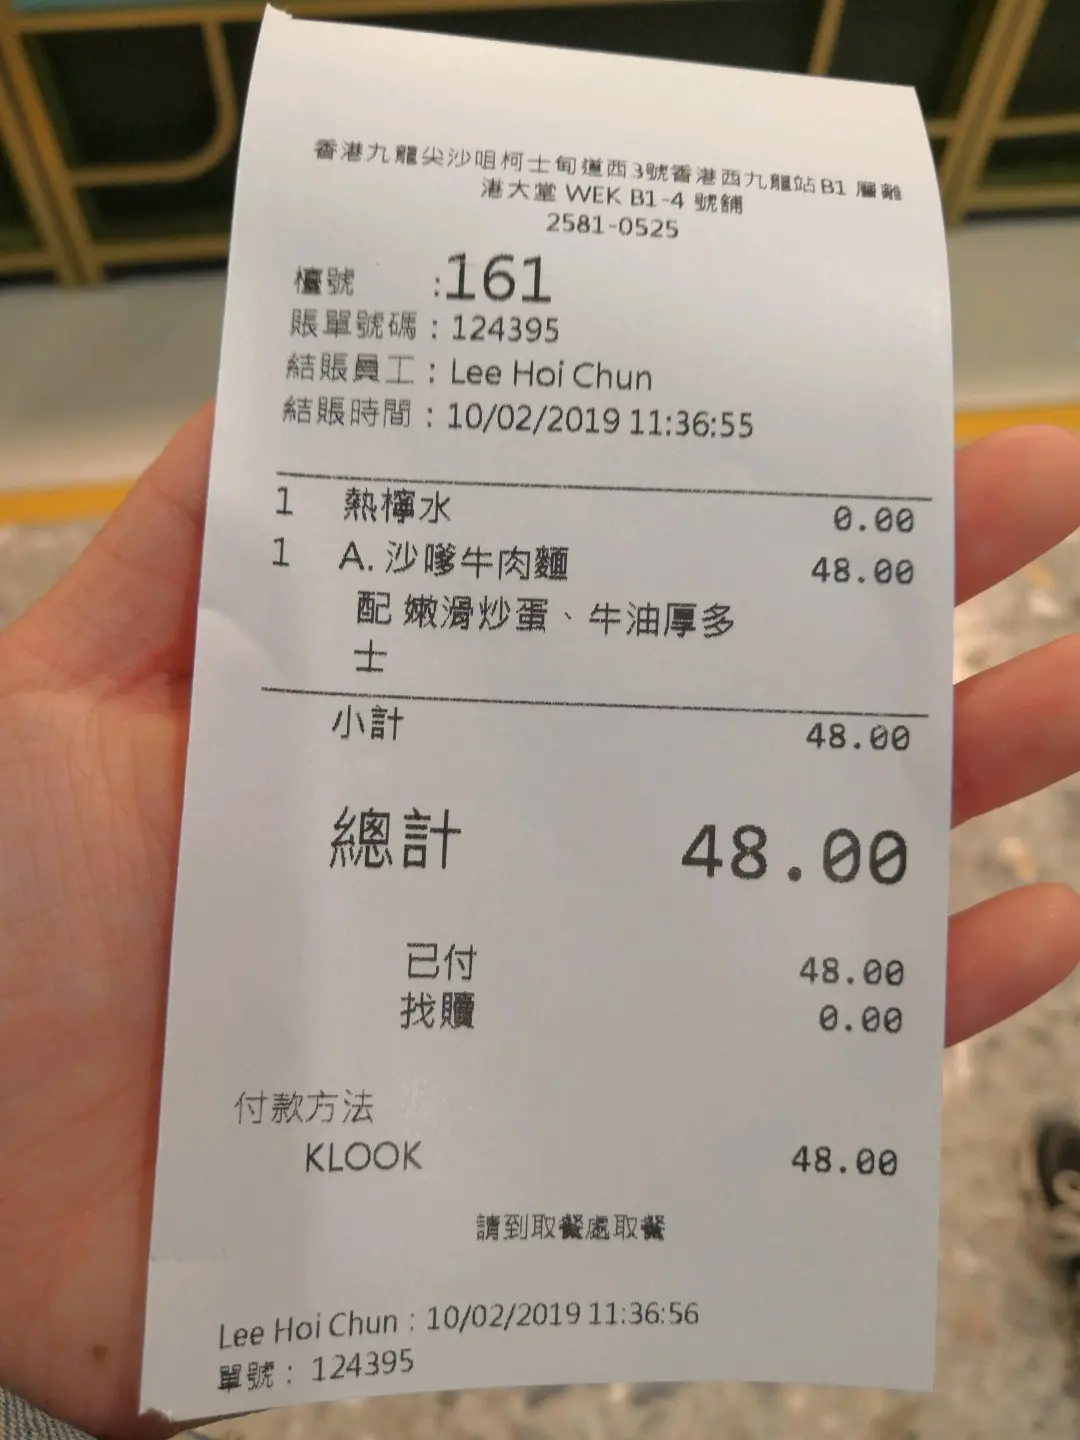 香港九龍尖沙咀柯士甸道西3號香港西九龍站B1 層離
港大堂 WEK B1-4 號舖
2581-0525
檯號 :161
賬單號碼 : 124395
結賬員工 : Lee Hoi Chun
結賬時間 : 10/02/2019 11:36:55
1 熱檸水 0.00
1 A. 沙嗲牛肉麵 48.00
配 嫩滑炒蛋、牛油厚多
士
小計 48.00
總計 48.00
已付 48.00
找贖 0.00
付款方法
KLOOK 48.00
請到取餐處取餐
Lee Hoi Chun : 10/02/2019 11:36:56
單號 : 124395